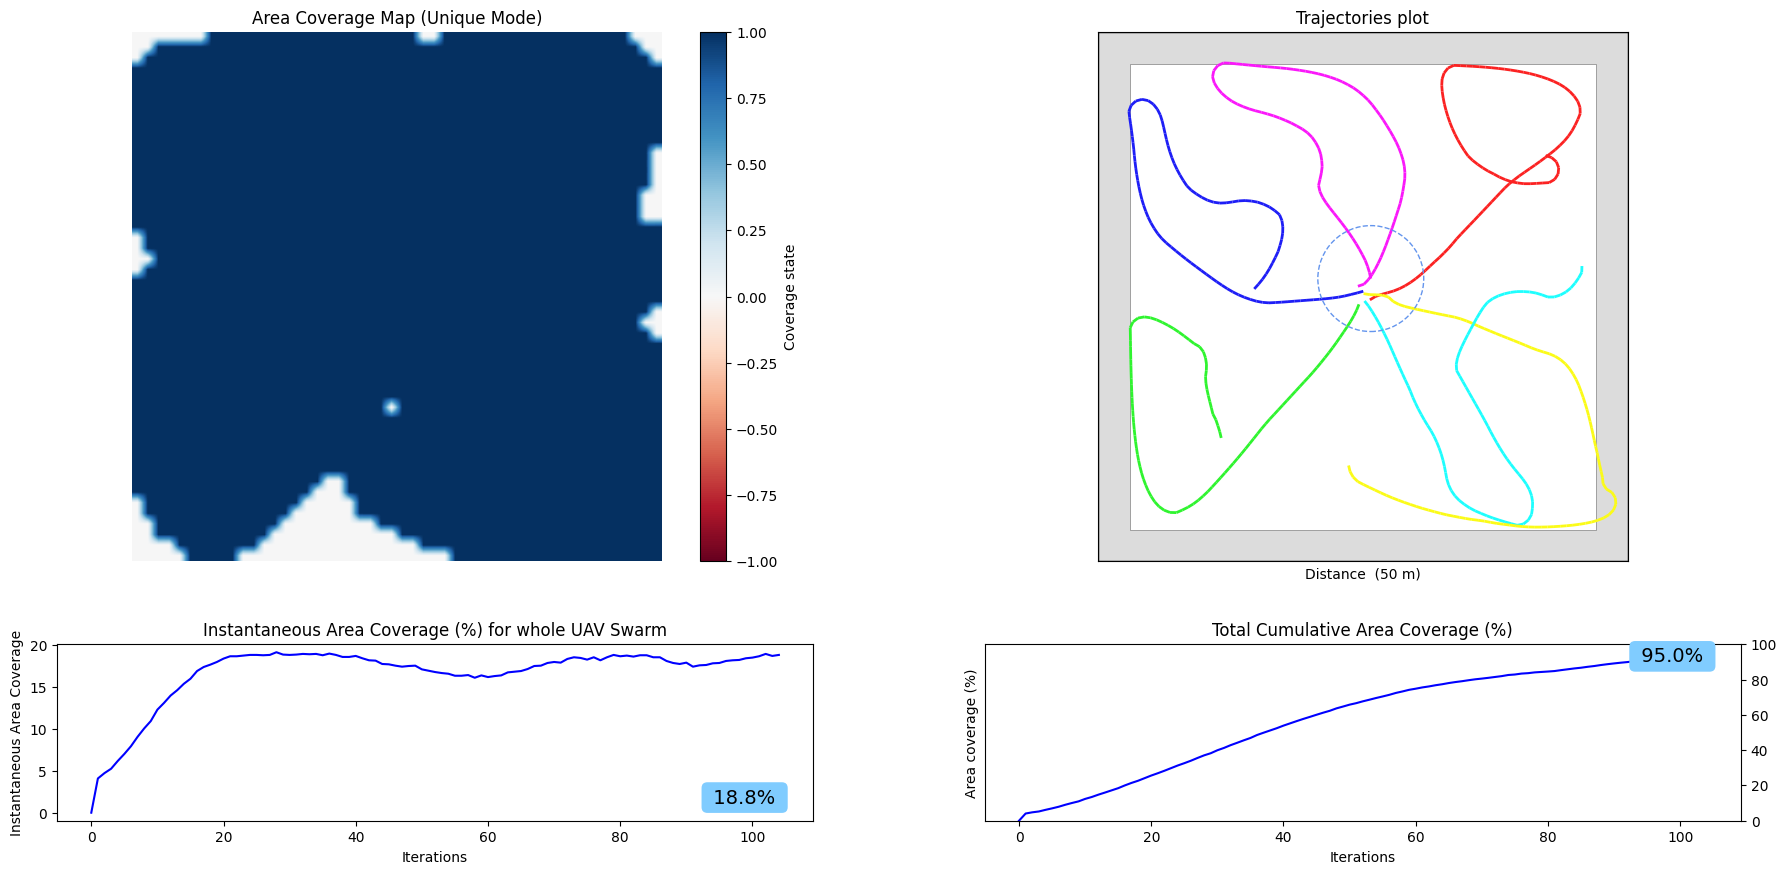 Area Coverage Map (Unique Mode)
1.00
0.75
0.50
0.25
0.00
−0.25
−0.50
−0.75
−1.00
Coverage state
Trajectories plot
Distance  (50 m)
Instantaneous Area Coverage (%) for whole UAV Swarm
Instantaneous Area Coverage
20
15
10
5
0
18.8%
0 20 40 60 80 100
Iterations
Total Cumulative Area Coverage (%)
Area coverage (%)
95.0%
100
80
60
40
20
0
0 20 40 60 80 100
Iterations